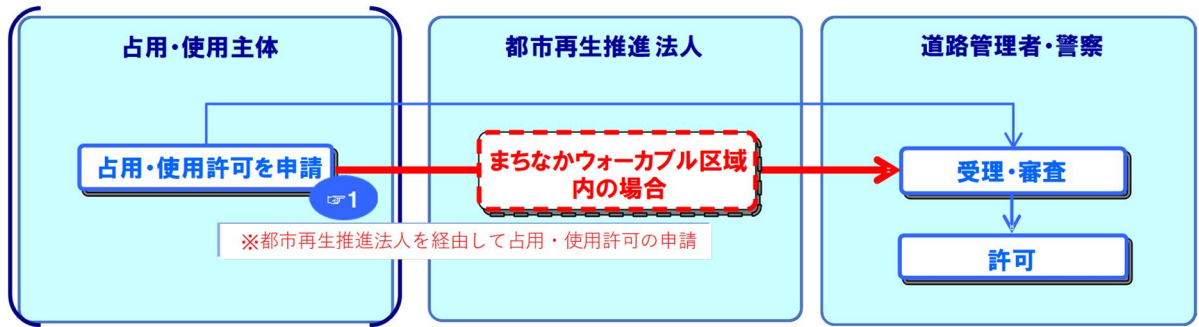 占用・使用主体
都市再生推進法人
道路管理者・警察
占用・使用許可を申請
☞1
まちなかウォーカブル区域
内の場合
受理・審査
※都市再生推進法人を経由して占用・使用許可の申請
許可